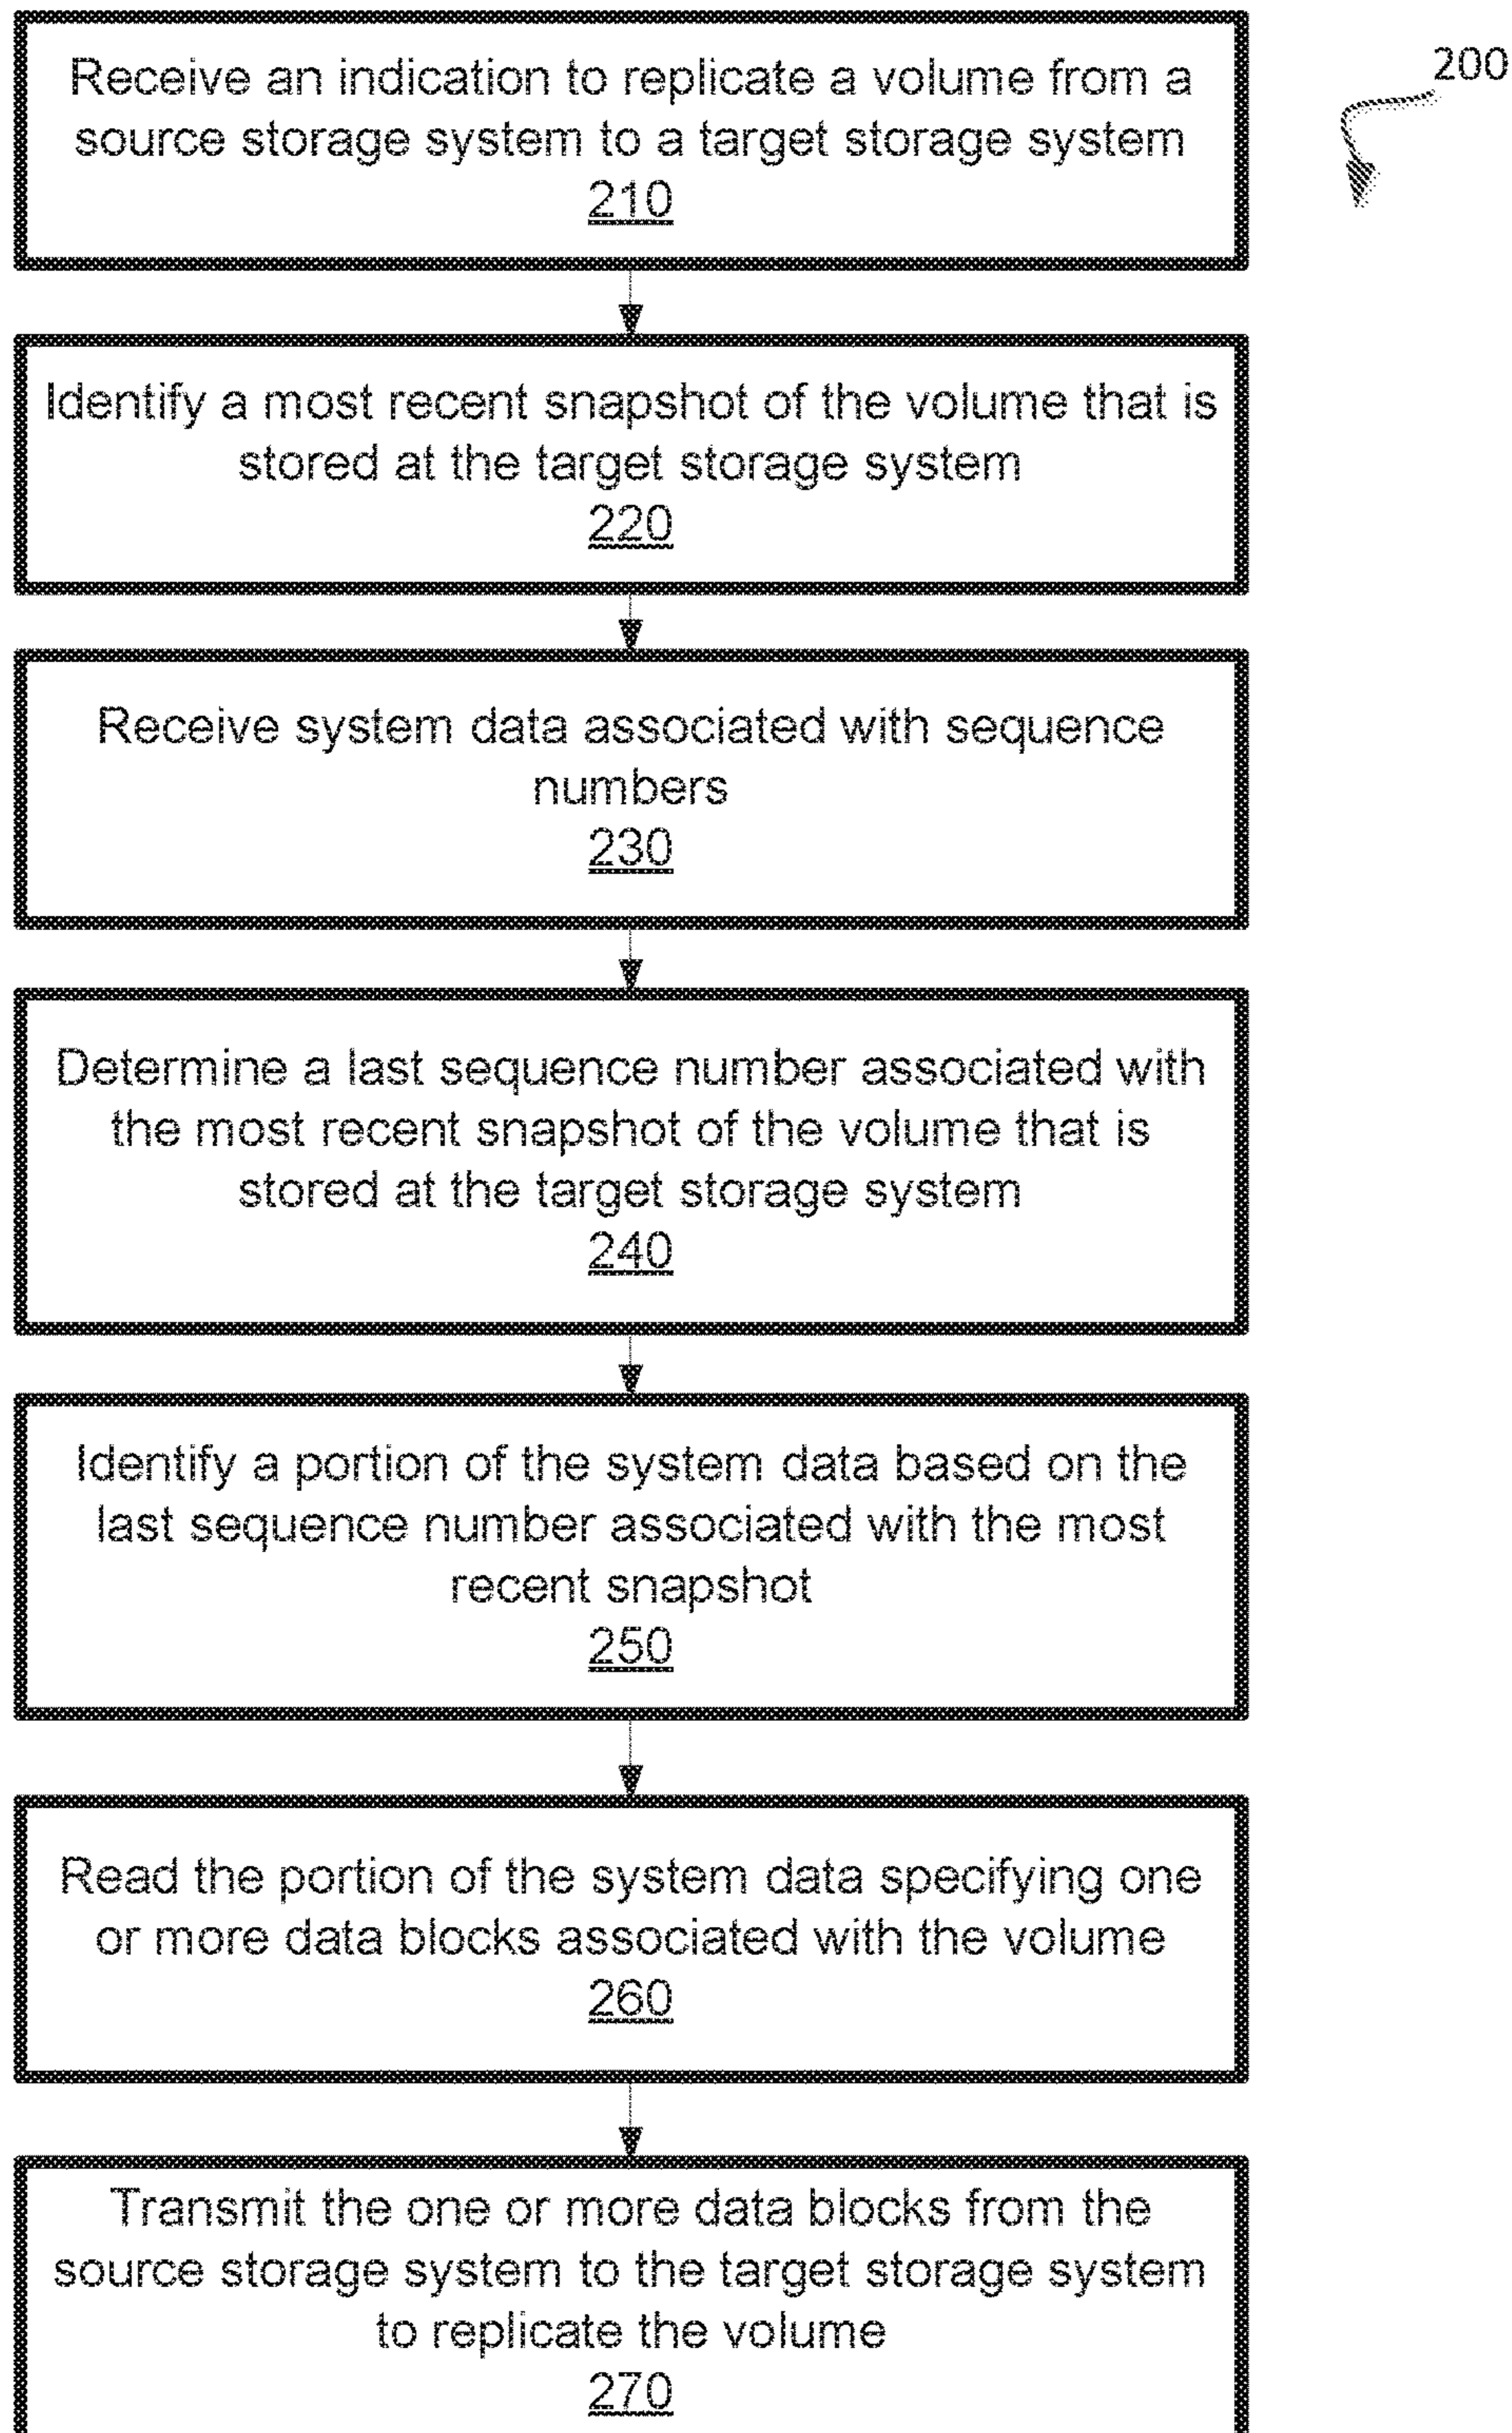 200
Receive an indication to replicate a volume from a
source storage system to a target storage system
210
Identify a most recent snapshot of the volume that is
stored at the target storage system
220
Receive system data associated with sequence
numbers
230
Determine a last sequence number associated with
the most recent snapshot of the volume that is
stored at the target storage system
240
Identify a portion of the system data based on the
last sequence number associated with the most
recent snapshot
250
Read the portion of the system data specifying one
or more data blocks associated with the volume
260
Transmit the one or more data blocks from the
source storage system to the target storage system
to replicate the volume
270